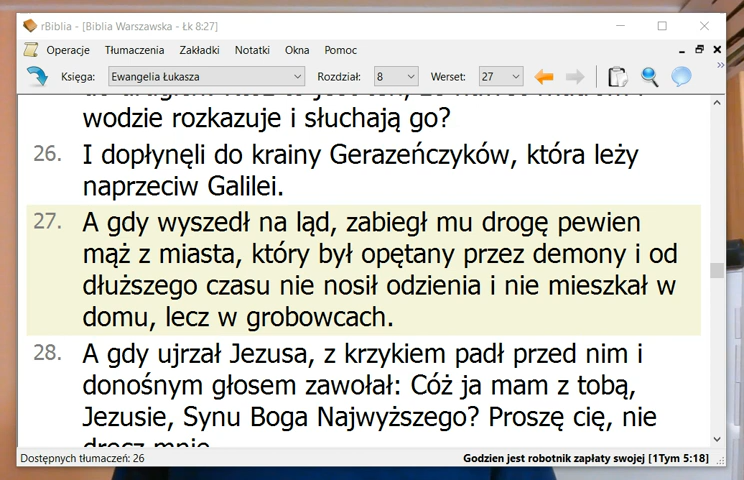 rBiblia - [Biblia Warszawska - Łk 8:27]
Operacje Tłumaczenia Zakładki Notatki Okna Pomoc
Księga: Ewangelia Łukasza Rozdział: 8 Werset: 27
wodzie rozkazuje i słuchają go?
26. I dopłynęli do krainy Gerazeńczyków, która leży
naprzeciw Galilei.
27. A gdy wyszedł na ląd, zabiegł mu drogę pewien
mąż z miasta, który był opętany przez demony i od
dłuższego czasu nie nosił odzienia i nie mieszkał w
domu, lecz w grobowcach.
28. A gdy ujrzał Jezusa, z krzykiem padł przed nim i
donośnym głosem zawołał: Cóż ja mam z tobą,
Jezusie, Synu Boga Najwyższego? Proszę cię, nie
dręcz mnie
Dostępnych tłumaczeń: 26 Godzien jest robotnik zapłaty swojej [1Tym 5:18]